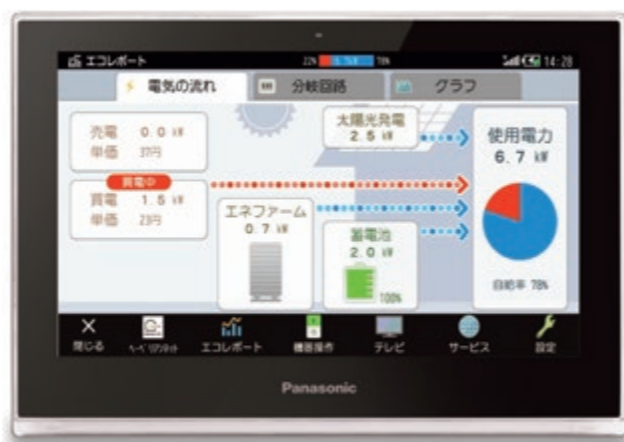 エコレポート
22%
78%
14:28
電気の流れ
分岐回路
グラフ
売電 0.0 kW
単価 37円
買電中
買電 1.5 kW
単価 23円
エネファーム
0.7 kW
太陽光発電
2.5 kW
蓄電池
2.0 kW
100%
使用電力
6.7 kW
自給率 78%
閉じる
エコレポート
機器操作
テレビ
サービス
設定
Panasonic